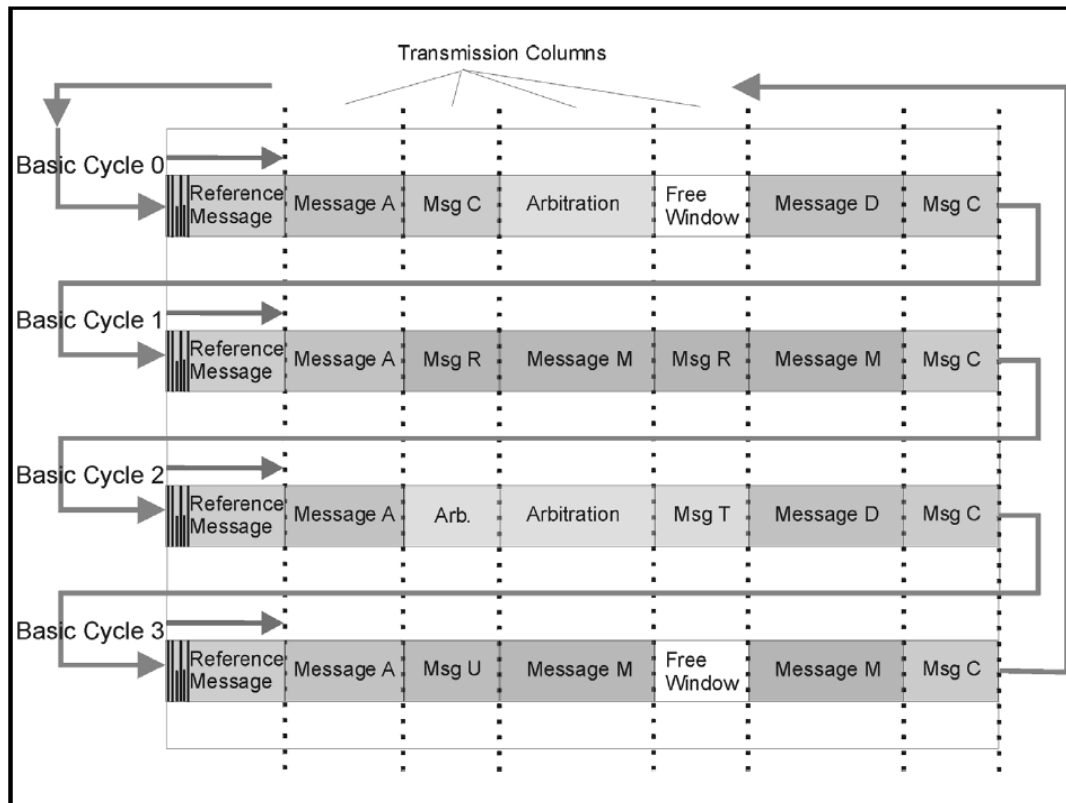 Transmission Columns
Basic Cycle 0
Reference Message
Message A
Msg C
Arbitration
Free Window
Message D
Msg C
Basic Cycle 1
Reference Message
Message A
Msg R
Message M
Msg R
Message M
Msg C
Basic Cycle 2
Reference Message
Message A
Arb.
Arbitration
Msg T
Message D
Msg C
Basic Cycle 3
Reference Message
Message A
Msg U
Message M
Free Window
Message M
Msg C